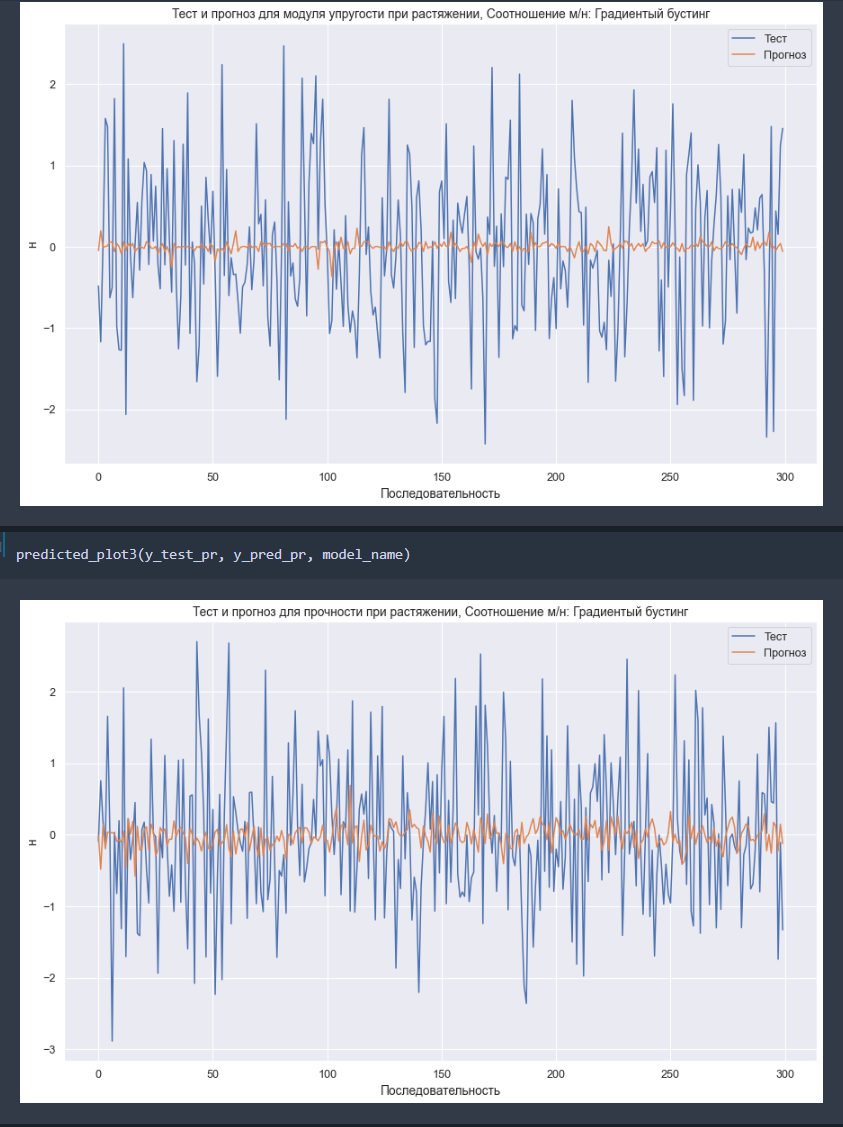 Тест и прогноз для модуля упругости при растяжении, Соотношение м/н: Градиентый бустинг
Тест
Прогноз
2
1
0
−1
−2
н
0 50 100 150 200 250 300
Последовательность
predicted_plot3(y_test_pr, y_pred_pr, model_name)
Тест и прогноз для прочности при растяжении, Соотношение м/н: Градиентый бустинг
Тест
Прогноз
2
1
0
−1
−2
−3
н
0 50 100 150 200 250 300
Последовательность